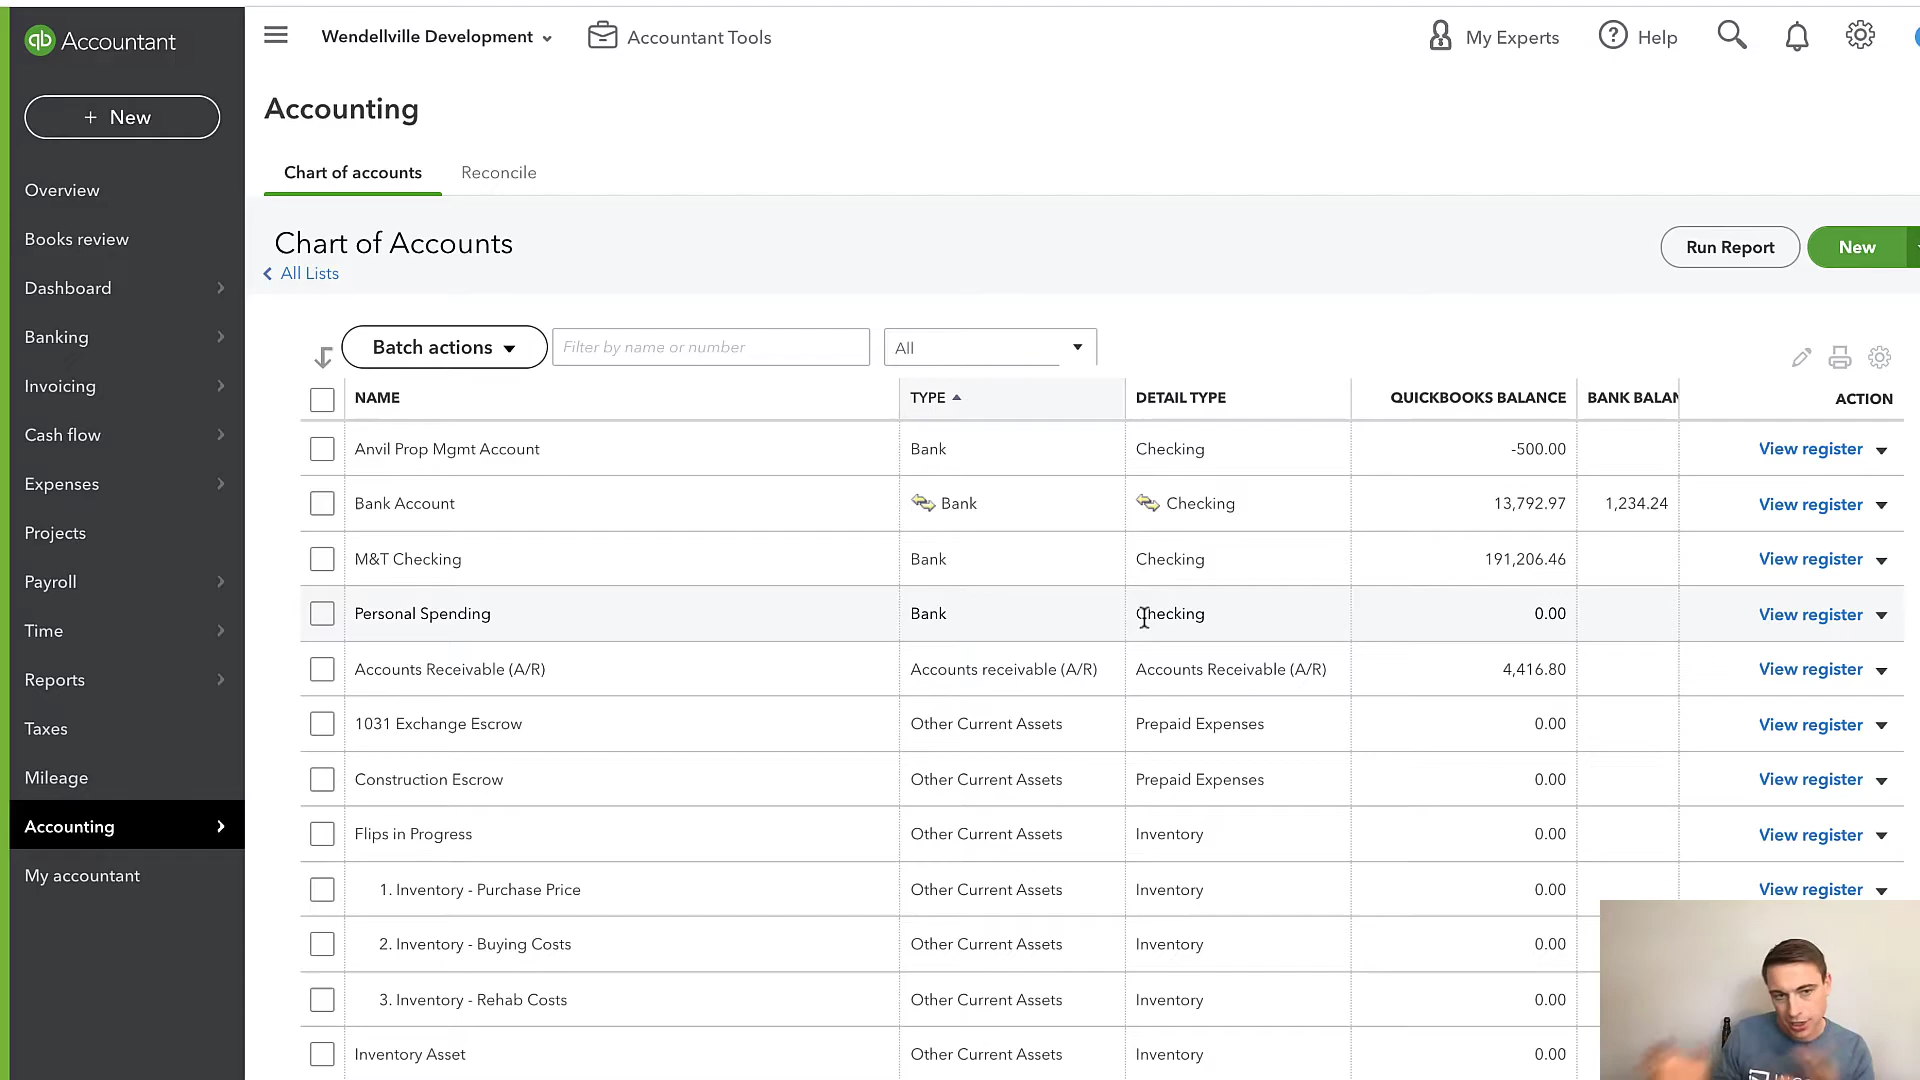 qb Accountant
Wendellville Development
Accountant Tools
My Experts
Help
+ New
Accounting
Chart of accounts
Reconcile
Overview
Books review
Dashboard
Banking
Invoicing
Cash flow
Expenses
Projects
Payroll
Time
Reports
Taxes
Mileage
Accounting
My accountant
Chart of Accounts
All Lists
Run Report
New
Batch actions
Filter by name or number
All
NAME TYPE DETAIL TYPE QUICKBOOKS BALANCE BANK BALAN ACTION
Anvil Prop Mgmt Account Bank Checking -500.00 View register
Bank Account Bank Checking 13,792.97 1,234.24 View register
M&T Checking Bank Checking 191,206.46 View register
Personal Spending Bank Checking 0.00 View register
Accounts Receivable (A/R) Accounts receivable (A/R) Accounts Receivable (A/R) 4,416.80 View register
1031 Exchange Escrow Other Current Assets Prepaid Expenses 0.00 View register
Construction Escrow Other Current Assets Prepaid Expenses 0.00 View register
Flips in Progress Other Current Assets Inventory 0.00 View register
1. Inventory - Purchase Price Other Current Assets Inventory 0.00 View register
2. Inventory - Buying Costs Other Current Assets Inventory 0.00
3. Inventory - Rehab Costs Other Current Assets Inventory 0.00
Inventory Asset Other Current Assets Inventory 0.00